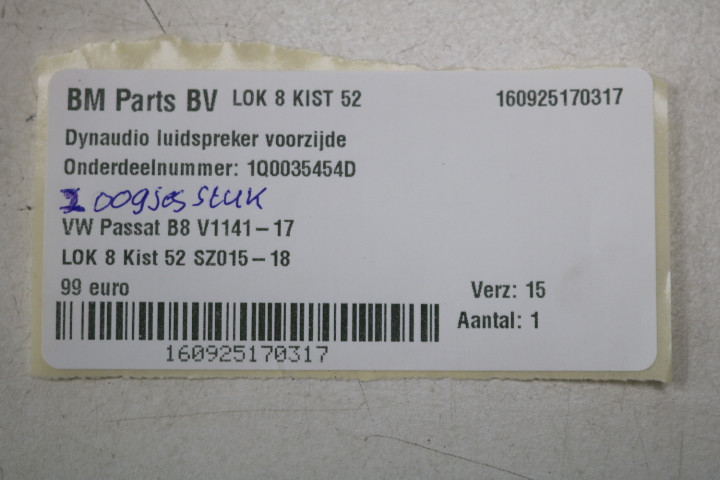 BM Parts BV LOK 8 KIST 52 160925170317
Dynaudio luidspreker voorzijde
Onderdeelnummer: 1Q0035454D
2 oogjes stuk
VW Passat B8 V1141-17
LOK 8 Kist 52 SZ015-18
99 euro Verz: 15
Aantal: 1
160925170317